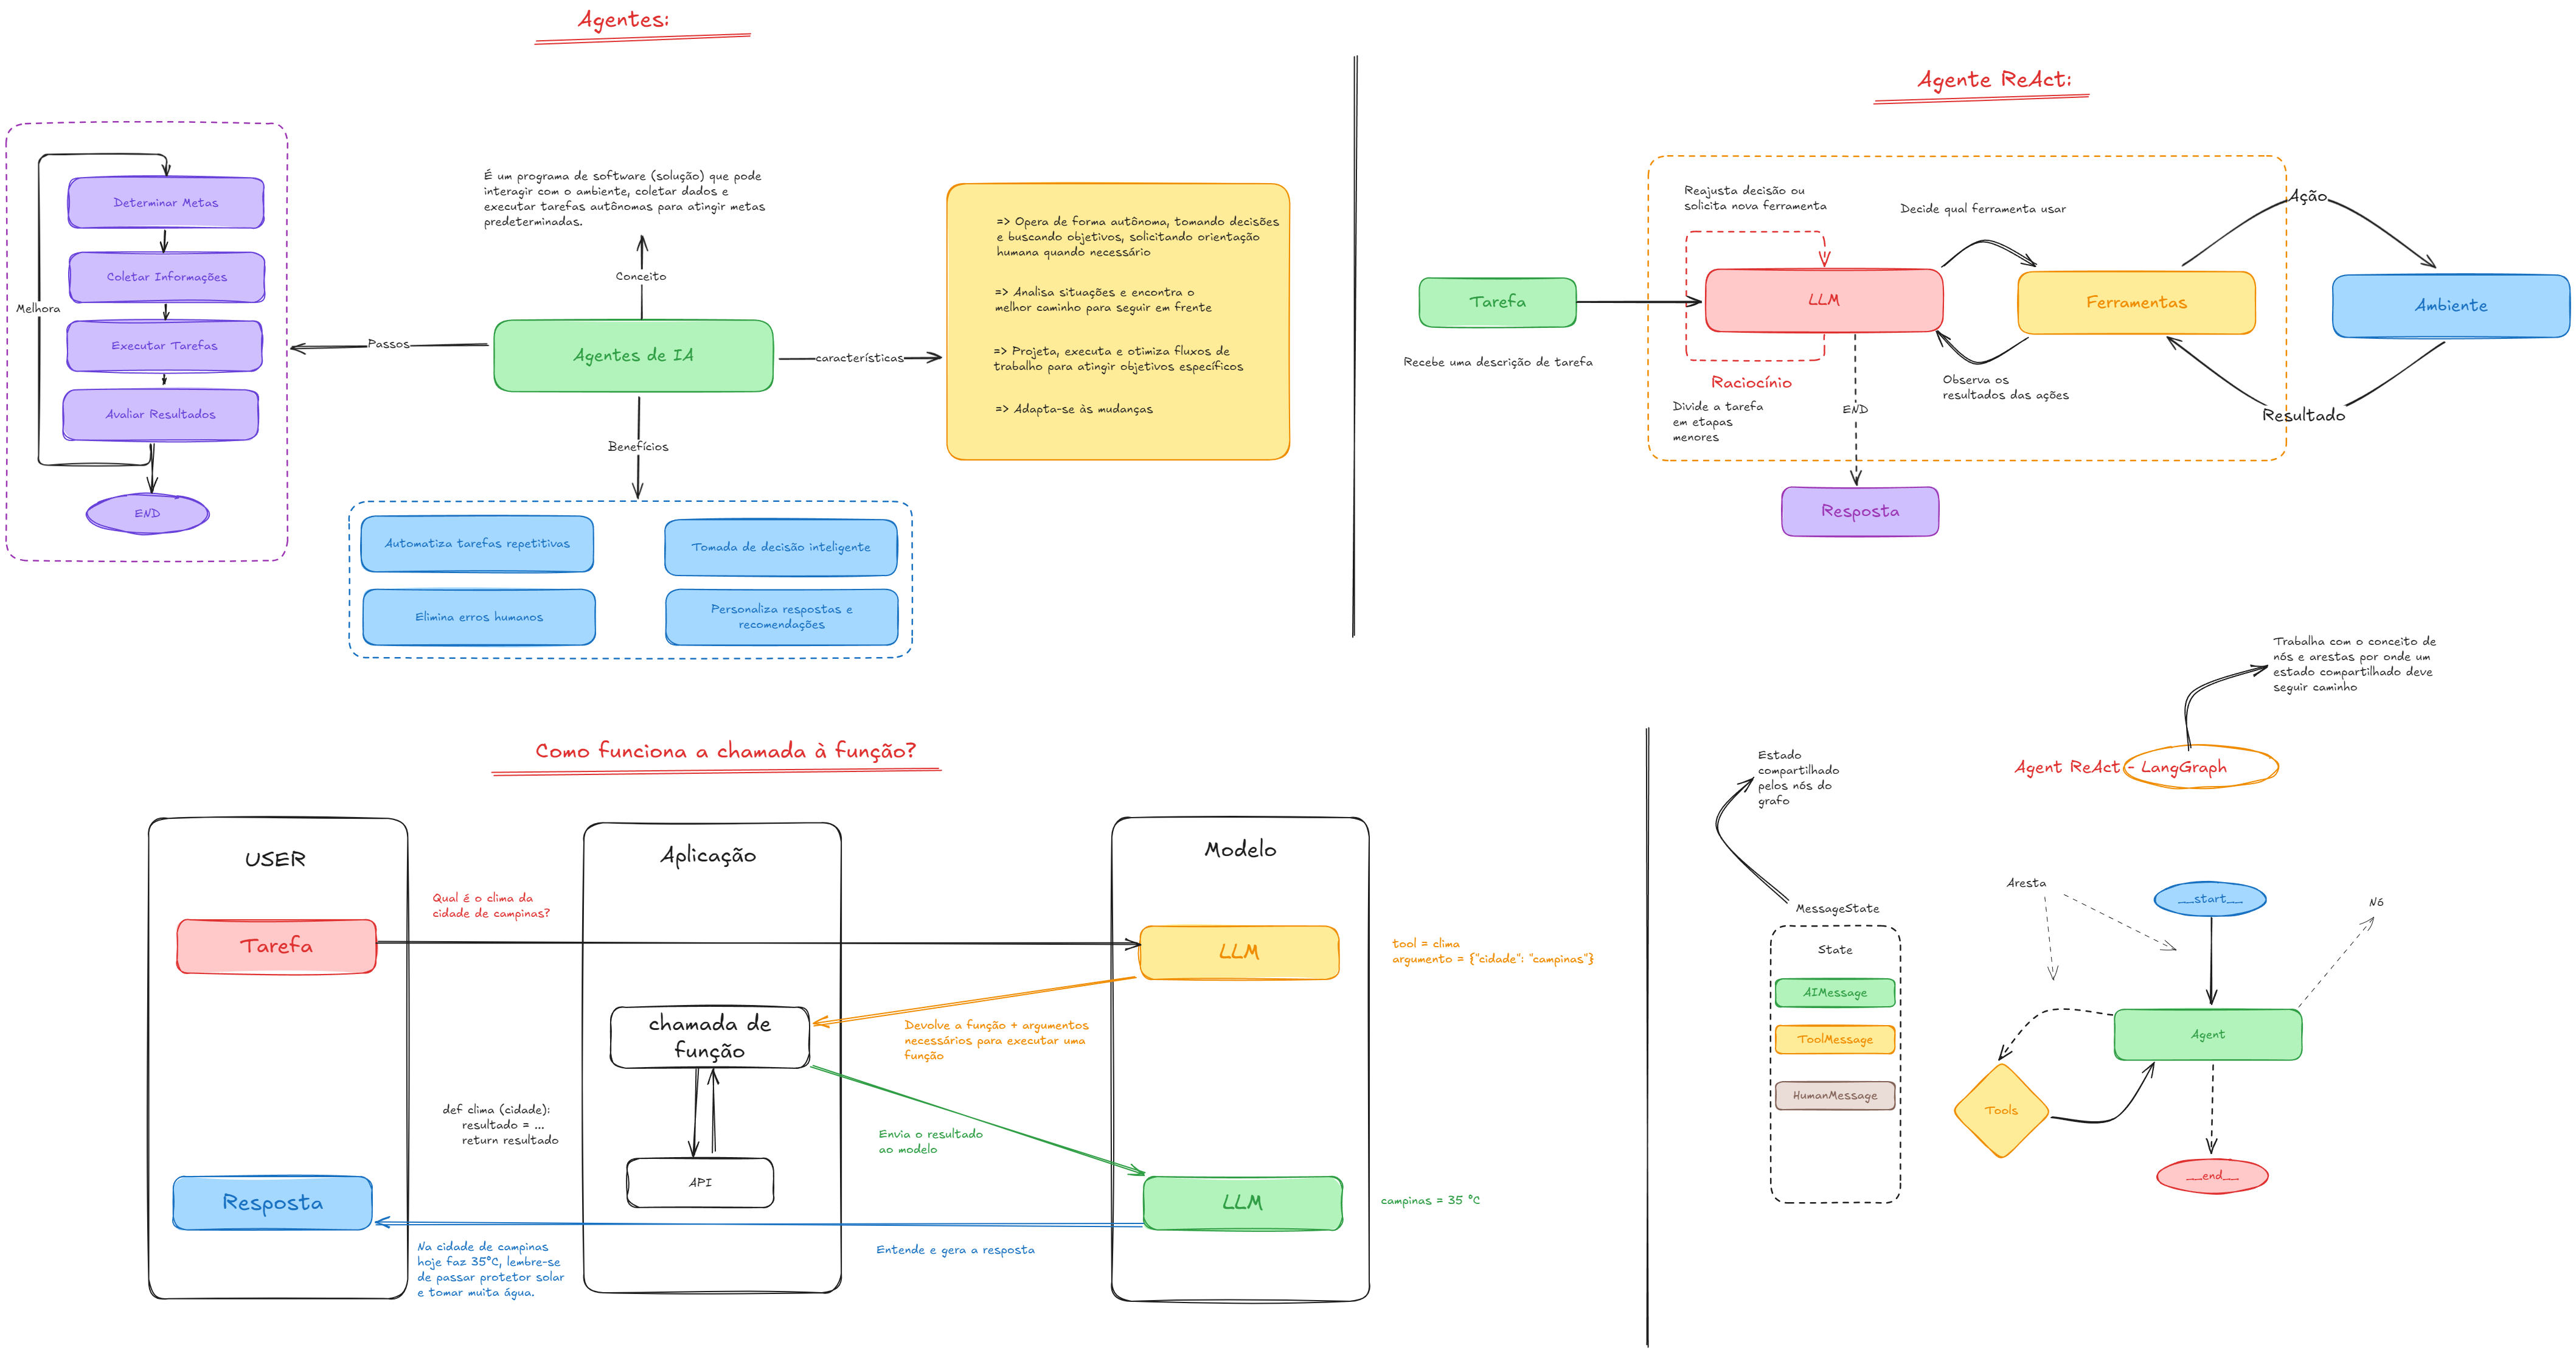 Agentes:
Determinar Metas
Coletar Informações
Melhora
Executar Tarefas
Avaliar Resultados
END
Passos
É um programa de software (solução) que pode
interagir com o ambiente, coletar dados e
executar tarefas autônomas para atingir metas
predeterminadas.
Conceito
Agentes de IA
características
=> Opera de forma autônoma, tomando decisões
e buscando objetivos, solicitando orientação
humana quando necessário
=> Analisa situações e encontra o
melhor caminho para seguir em frente
=> Projeta, executa e otimiza fluxos de
trabalho para atingir objetivos específicos
=> Adapta-se às mudanças
Benefícios
Automatiza tarefas repetitivas
Tomada de decisão inteligente
Elimina erros humanos
Personaliza respostas e
recomendações
Agente ReAct:
Reajusta decisão ou
solicita nova ferramenta
Decide qual ferramenta usar
Ação
Tarefa
LLM
Ferramentas
Ambiente
Recebe uma descrição de tarefa
Raciocínio
Divide a tarefa
em etapas
menores
END
Observa os
resultados das ações
Resultado
Resposta
Como funciona a chamada à função?
USER
Aplicação
Modelo
Qual é o clima da
cidade de campinas?
Tarefa
LLM
tool = clima
argumento = {"cidade": "campinas"}
chamada de
função
Devolve a função + argumentos
necessários para executar uma
função
def clima (cidade):
resultado = ...
return resultado
Envia o resultado
ao modelo
API
Resposta
LLM
campinas = 35 °C
Na cidade de campinas
hoje faz 35°C, lembre-se
de passar protetor solar
e tomar muita água.
Entende e gera a resposta
Trabalha com o conceito de
nós e arestas por onde um
estado compartilhado deve
seguir caminho
Agent ReAct - LangGraph
Estado
compartilhado
pelos nós do
grafo
MessageState
State
AIMessage
ToolMessage
HumanMessage
Aresta
__start__
Nó
Agent
Tools
__end__